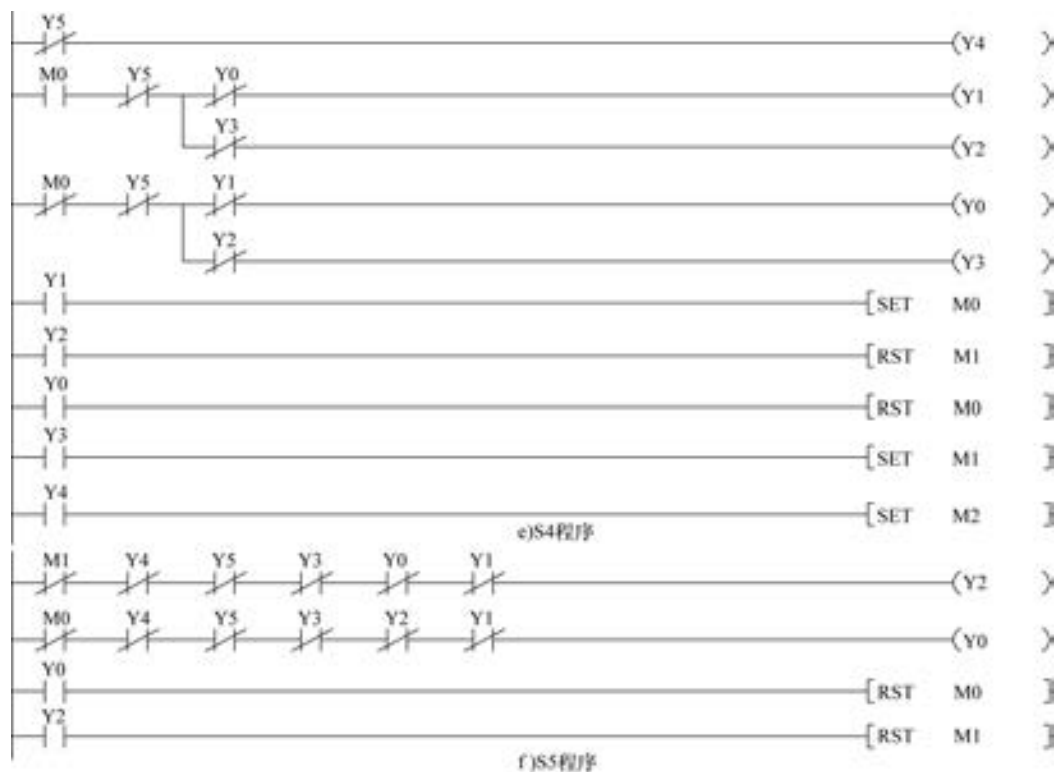 Y5
(Y4 )
M0 Y5 Y0
(Y1 )
Y3
(Y2 )
M0 Y5 Y1
(Y0 )
Y2
(Y3 )
Y1
[SET M0 ]
Y2
[RST M1 ]
Y0
[RST M0 ]
Y3
[SET M1 ]
Y4
[SET M2 ]
e)S4程序
M1 Y4 Y5 Y3 Y0 Y1
(Y2 )
M0 Y4 Y5 Y3 Y2 Y1
(Y0 )
Y0
[RST M0 ]
Y2
[RST M1 ]
f)S5程序